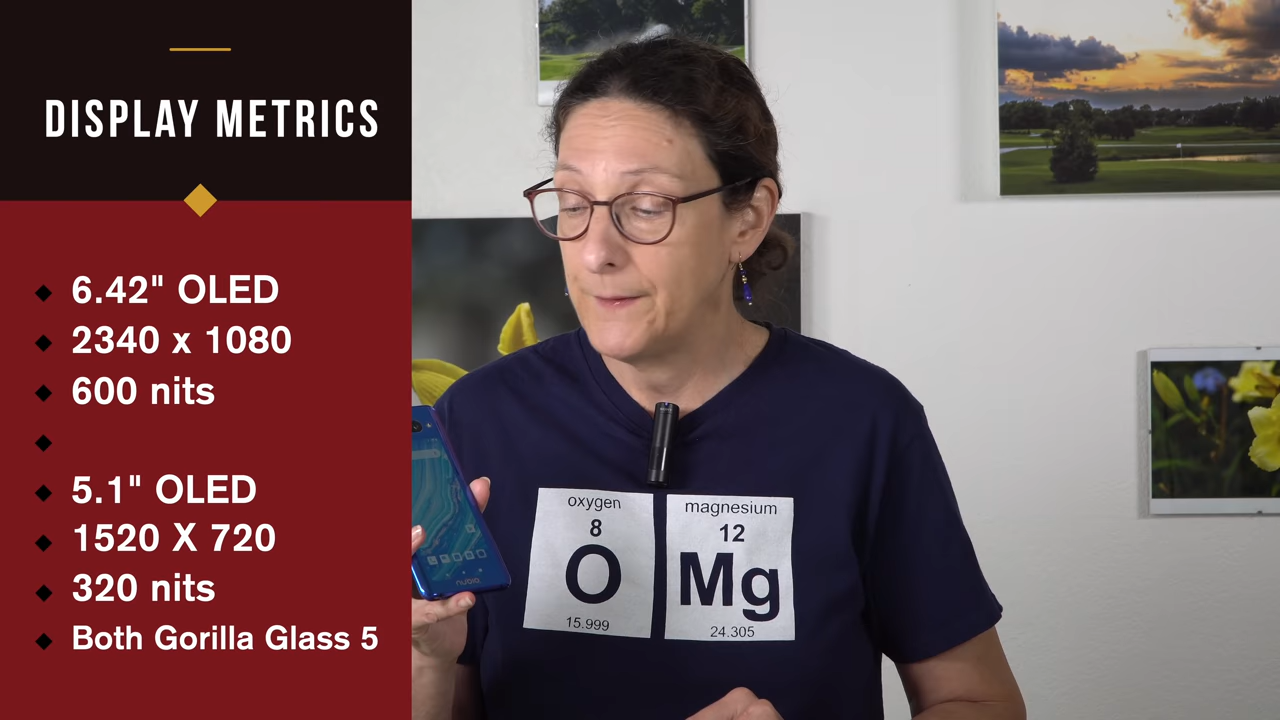 DISPLAY METRICS
6.42" OLED
2340 x 1080
600 nits
5.1" OLED
1520 X 720
320 nits
Both Gorilla Glass 5
nubia
oxygen
8
O
15.999
magnesium
12
Mg
24.305